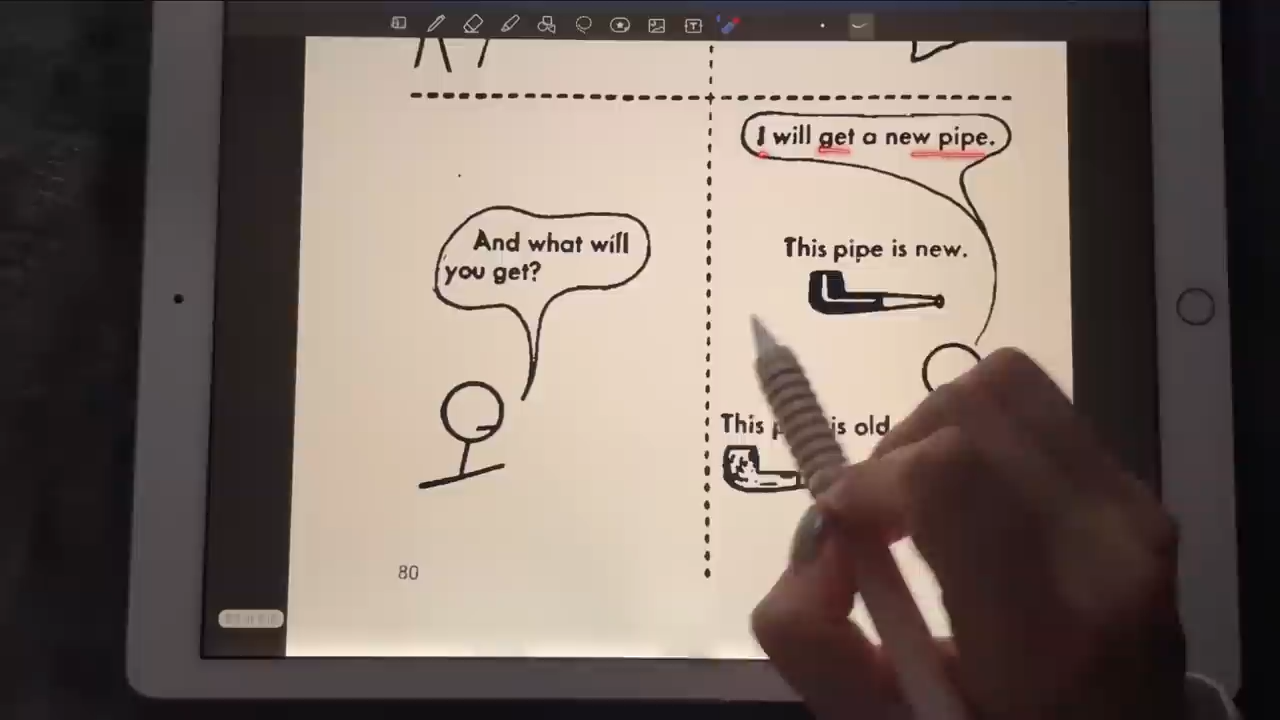 And what will
you get?
80
I will get a new pipe.
This pipe is new.
This is old